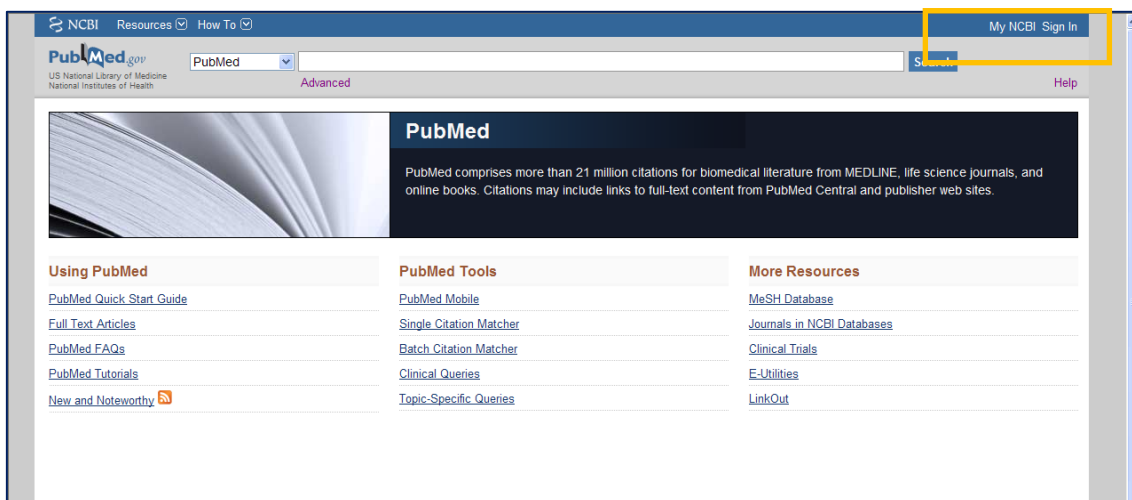 NCBI Resources How To My NCBI Sign In
PubMed.gov
US National Library of Medicine
National Institutes of Health
PubMed
Search
Advanced
Help
PubMed
PubMed comprises more than 21 million citations for biomedical literature from MEDLINE, life science journals, and
online books. Citations may include links to full-text content from PubMed Central and publisher web sites.
Using PubMed
PubMed Quick Start Guide
Full Text Articles
PubMed FAQs
PubMed Tutorials
New and Noteworthy
PubMed Tools
PubMed Mobile
Single Citation Matcher
Batch Citation Matcher
Clinical Queries
Topic-Specific Queries
More Resources
MeSH Database
Journals in NCBI Databases
Clinical Trials
E-Utilities
LinkOut